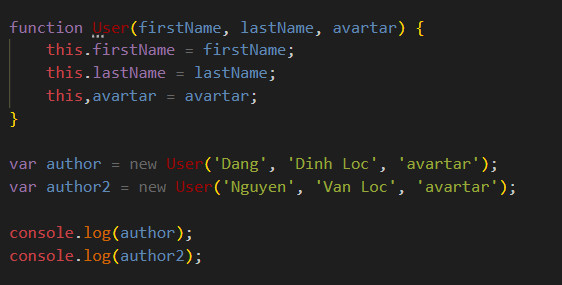 function User(firstName, lastName, avartar) {
this.firstName = firstName;
this.lastName = lastName;
this,avartar = avartar;
}
var author = new User('Dang', 'Dinh Loc', 'avartar');
var author2 = new User('Nguyen', 'Van Loc', 'avartar');
console.log(author);
console.log(author2);